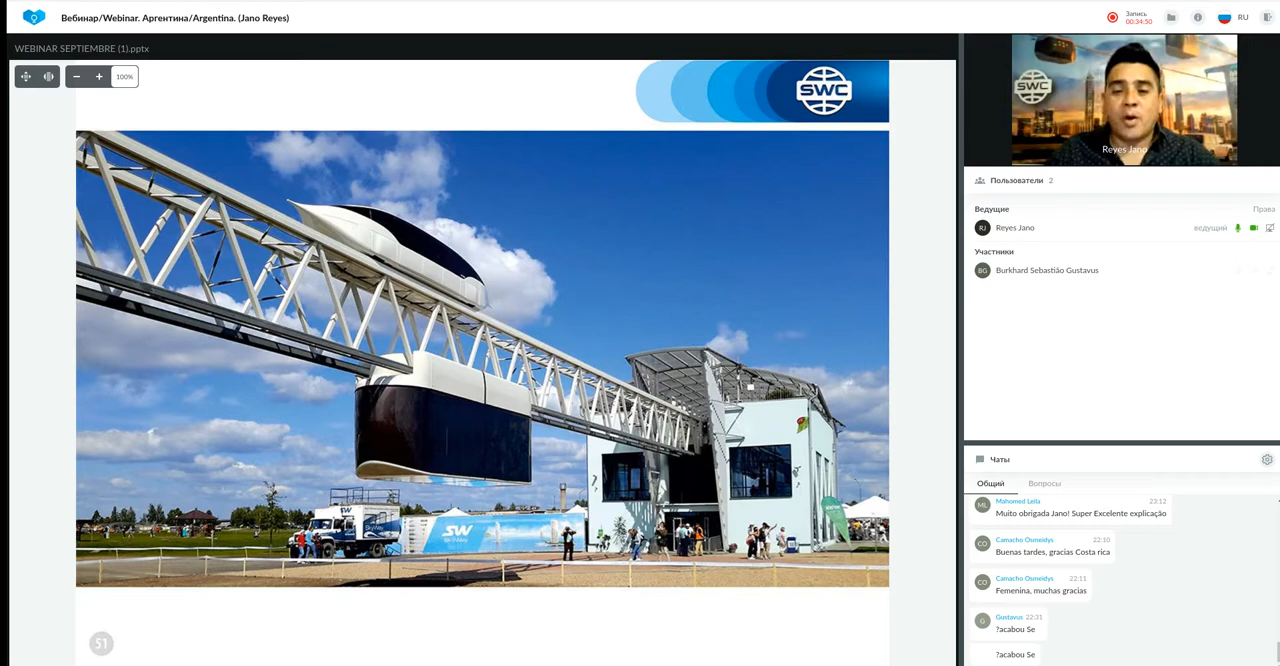 Вебинар/Webinar. Аргентина/Argentina. (Jano Reyes)
Запись
00:34:50
RU
WEBINAR SEPTIEMBRE (1).pptx
100%
SWC
SWC
Reyes Jano
Пользователи 2
Ведущие
Права
RJ
Reyes Jano
ведущий
Участники
BG
Burkhard Sebastião Gustavus
SW
SkyWay
SW
Чаты
Общий
Вопросы
ML
Mahomed Leila 23:12
Muito obrigada Jano! Super Excelente explicação
CO
Camacho Osmeidys 22:10
Buenas tardes, gracias Costa rica
CO
Camacho Osmeidys 22:11
Femenina, muchas gracias
G
Gustavus 22:31
?acabou Se
?acabou Se
51